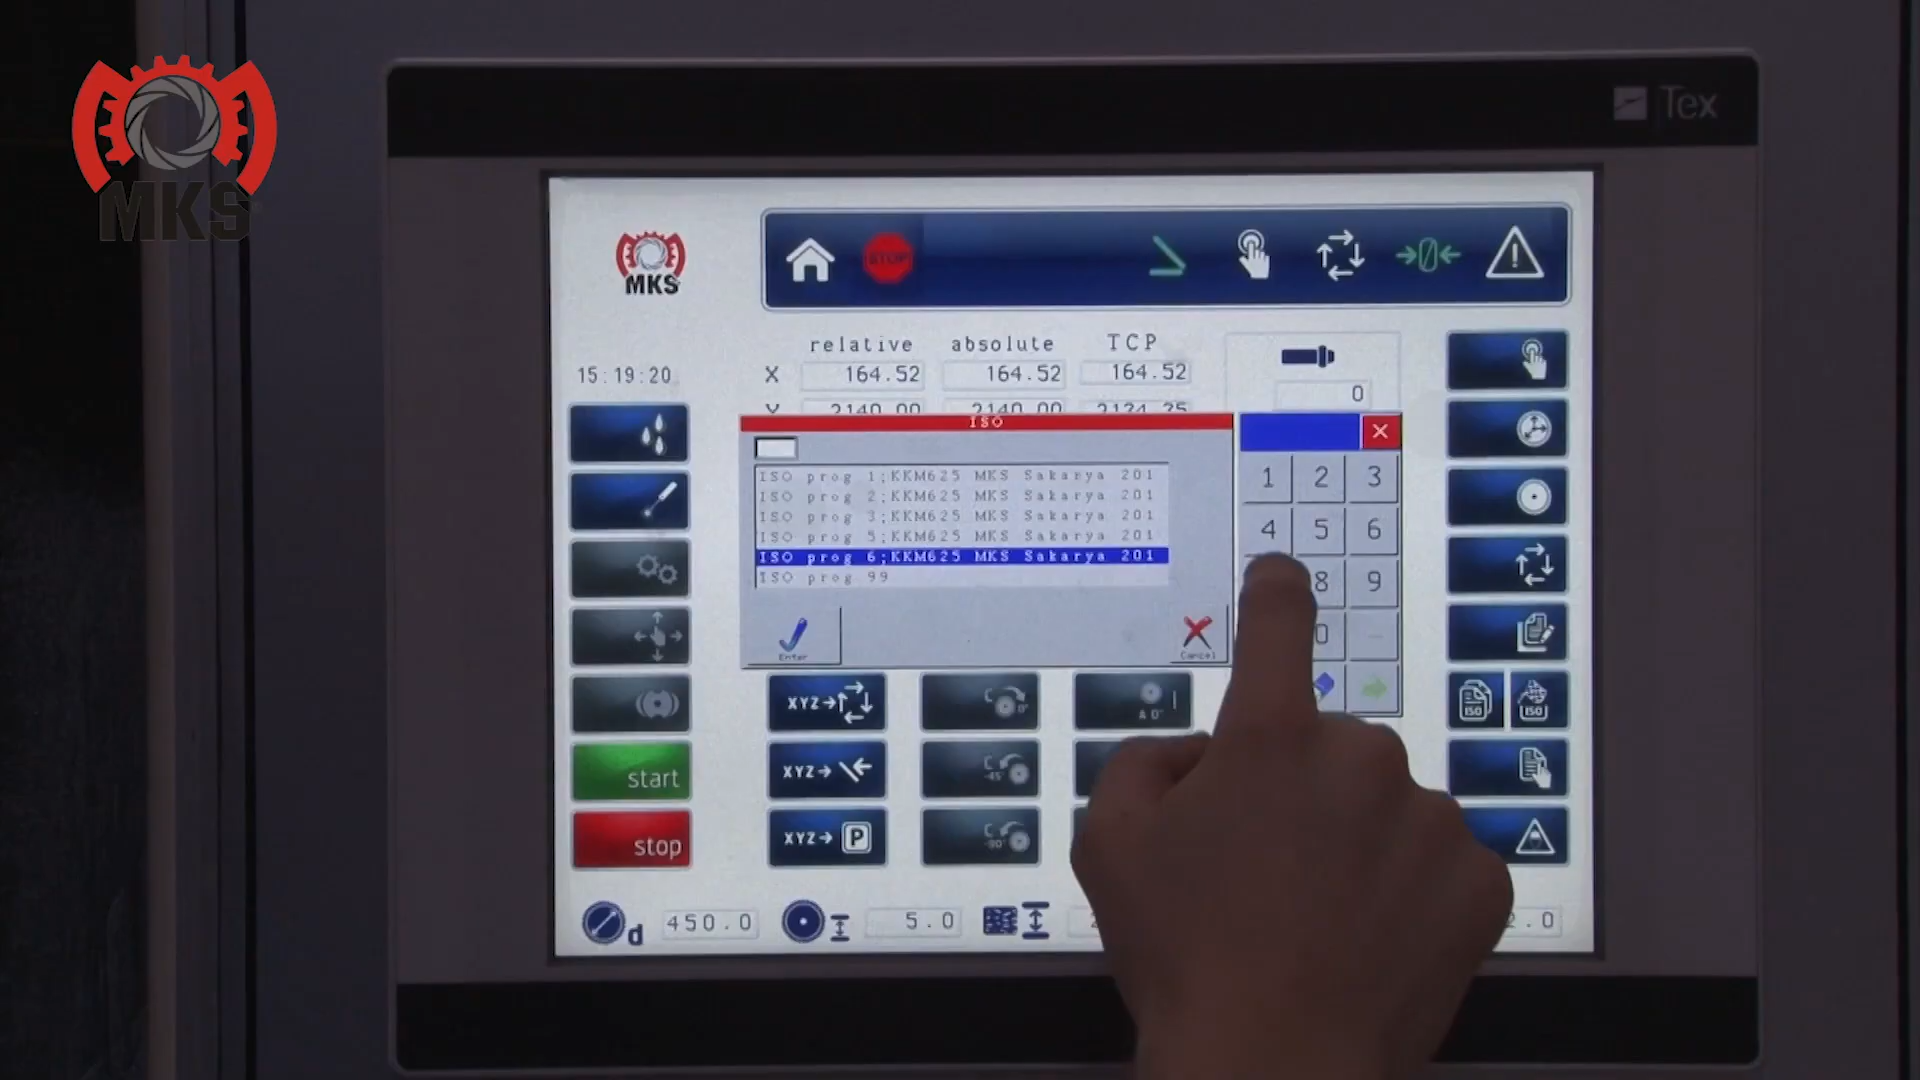 MKS
Tex
MKS
STOP
relative absolute TCP
15:19:20
X 164.52 164.52 164.52
Y 2140.00 2140.00 2124.25
0
ISO
ISO prog 1;KKM625 MKS Sakarya 201
ISO prog 2;KKM625 MKS Sakarya 201
ISO prog 3;KKM625 MKS Sakarya 201
ISO prog 5;KKM625 MKS Sakarya 201
ISO prog 6;KKM625 MKS Sakarya 201
ISO prog 99
Enter
Cancel
1 2 3
4 5 6
8 9
0
XYZ C 0° A 0°
ISO ISO
start
XYZ C -45°
stop
XYZ P C -90°
d 450.0 5.0 2.0